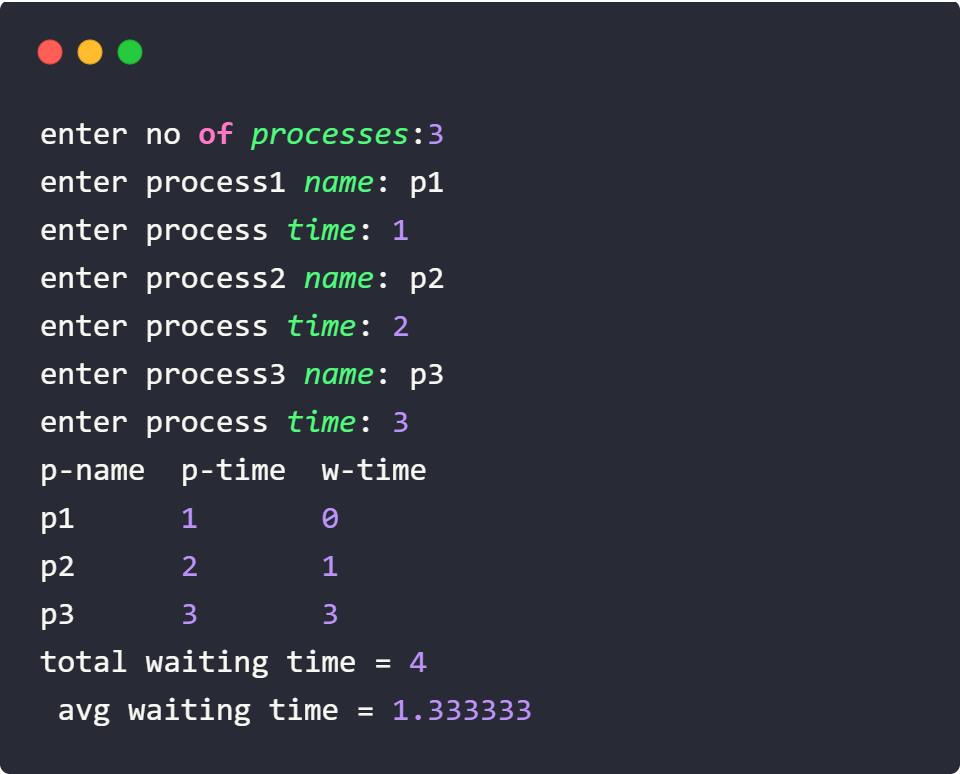 enter no of processes:3
enter process1 name: p1
enter process time: 1
enter process2 name: p2
enter process time: 2
enter process3 name: p3
enter process time: 3
p-name  p-time  w-time
p1      1       0
p2      2       1
p3      3       3
total waiting time = 4
 avg waiting time = 1.333333